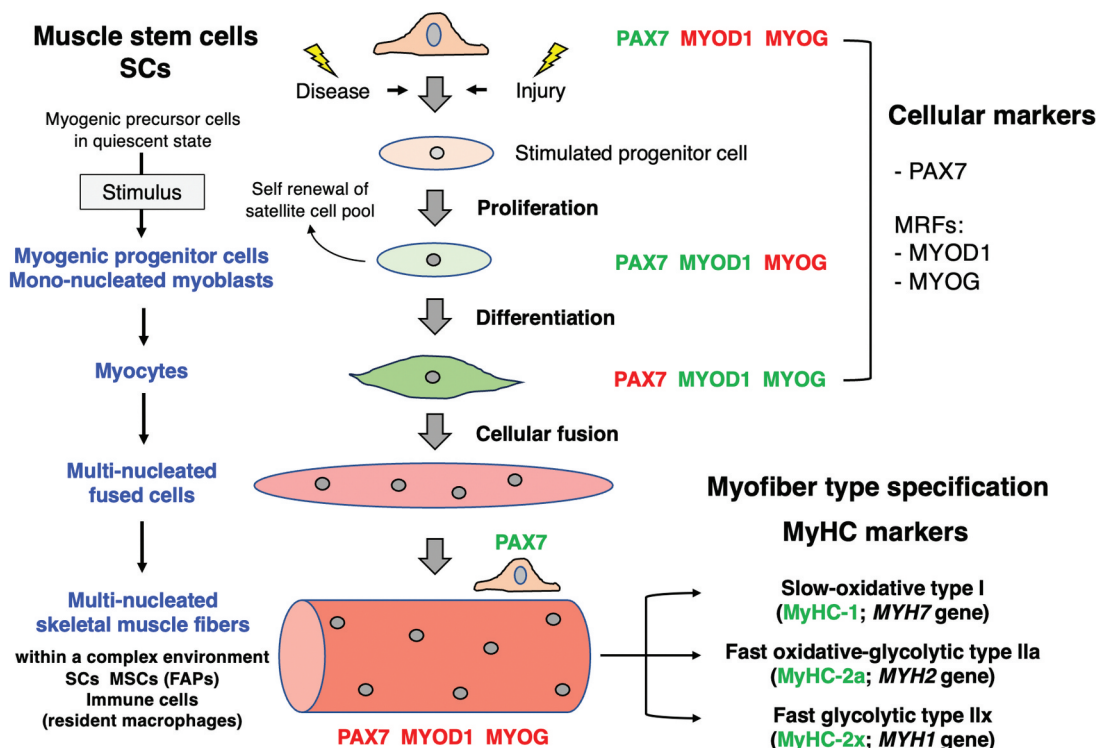 Muscle stem cells
SCs
Myogenic precursor cells
in quiescent state
Stimulus
Myogenic progenitor cells
Mono-nucleated myoblasts
Myocytes
Multi-nucleated
fused cells
Multi-nucleated
skeletal muscle fibers
within a complex environment
SCs MSCs (FAPs)
Immune cells
(resident macrophages)
Disease
Injury
Stimulated progenitor cell
Self renewal of
satellite cell pool
Proliferation
Differentiation
Cellular fusion
PAX7
PAX7 MYOD1 MYOG
PAX7 MYOD1 MYOG
PAX7 MYOD1 MYOG
PAX7 MYOD1 MYOG
Cellular markers
- PAX7
MRFs:
- MYOD1
- MYOG
Myofiber type specification
MyHC markers
Slow-oxidative type I
(MyHC-1; MYH7 gene)
Fast oxidative-glycolytic type IIa
(MyHC-2a; MYH2 gene)
Fast glycolytic type IIx
(MyHC-2x; MYH1 gene)